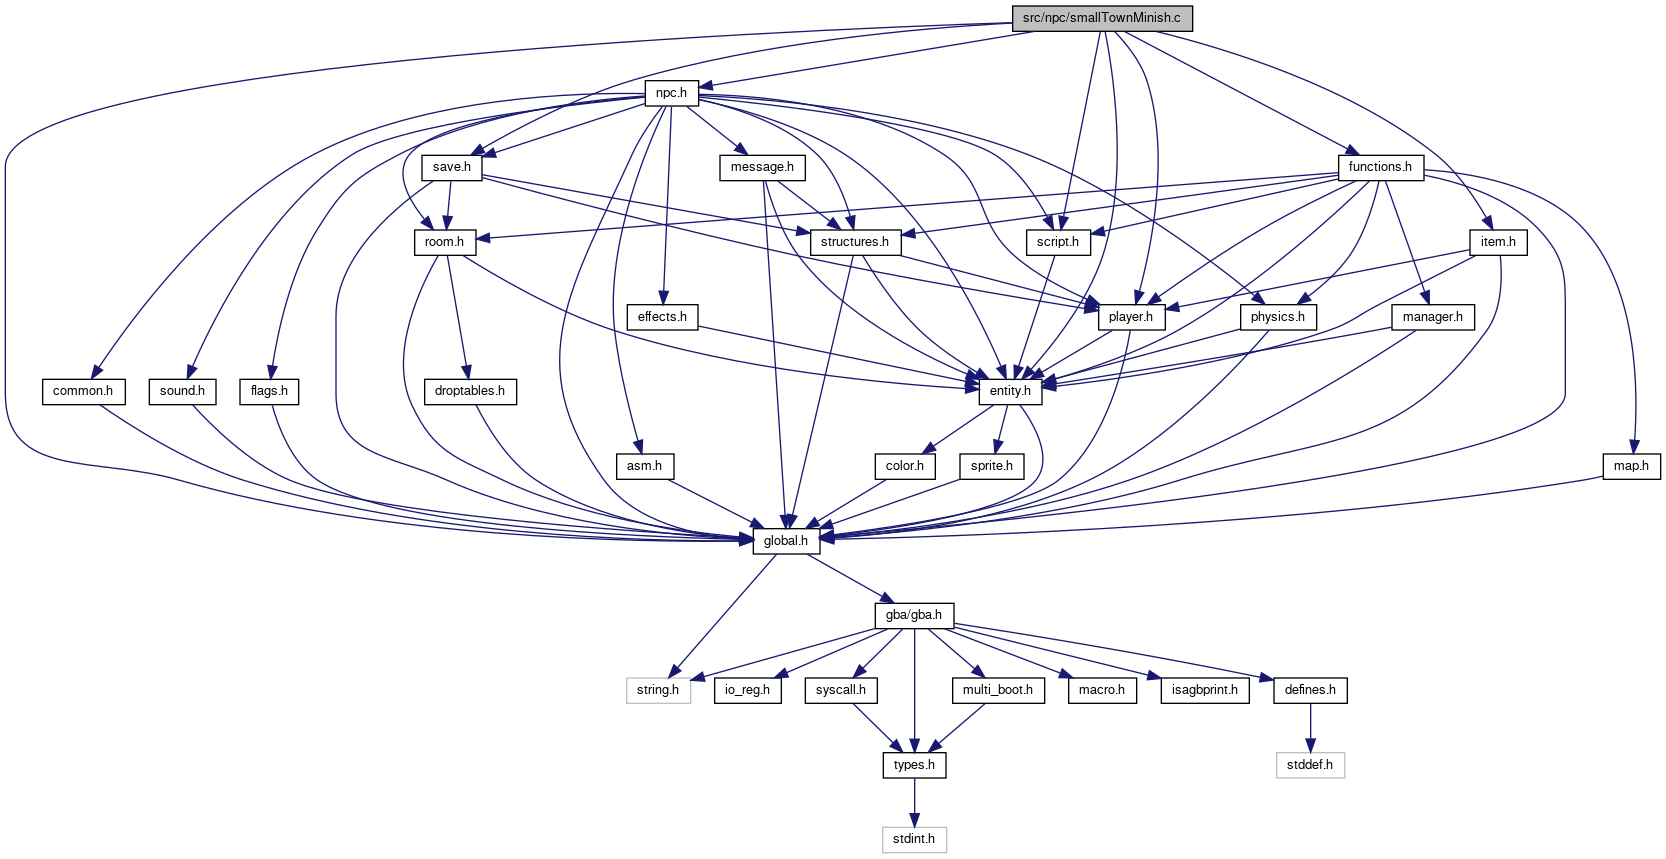 src/npc/smallTownMinish.c
npc.h
save.h
message.h
functions.h
room.h
structures.h
script.h
item.h
effects.h
player.h
physics.h
manager.h
common.h
sound.h
flags.h
droptables.h
entity.h
asm.h
color.h
sprite.h
map.h
global.h
gba/gba.h
string.h
io_reg.h
syscall.h
multi_boot.h
macro.h
isagbprint.h
defines.h
types.h
stddef.h
stdint.h